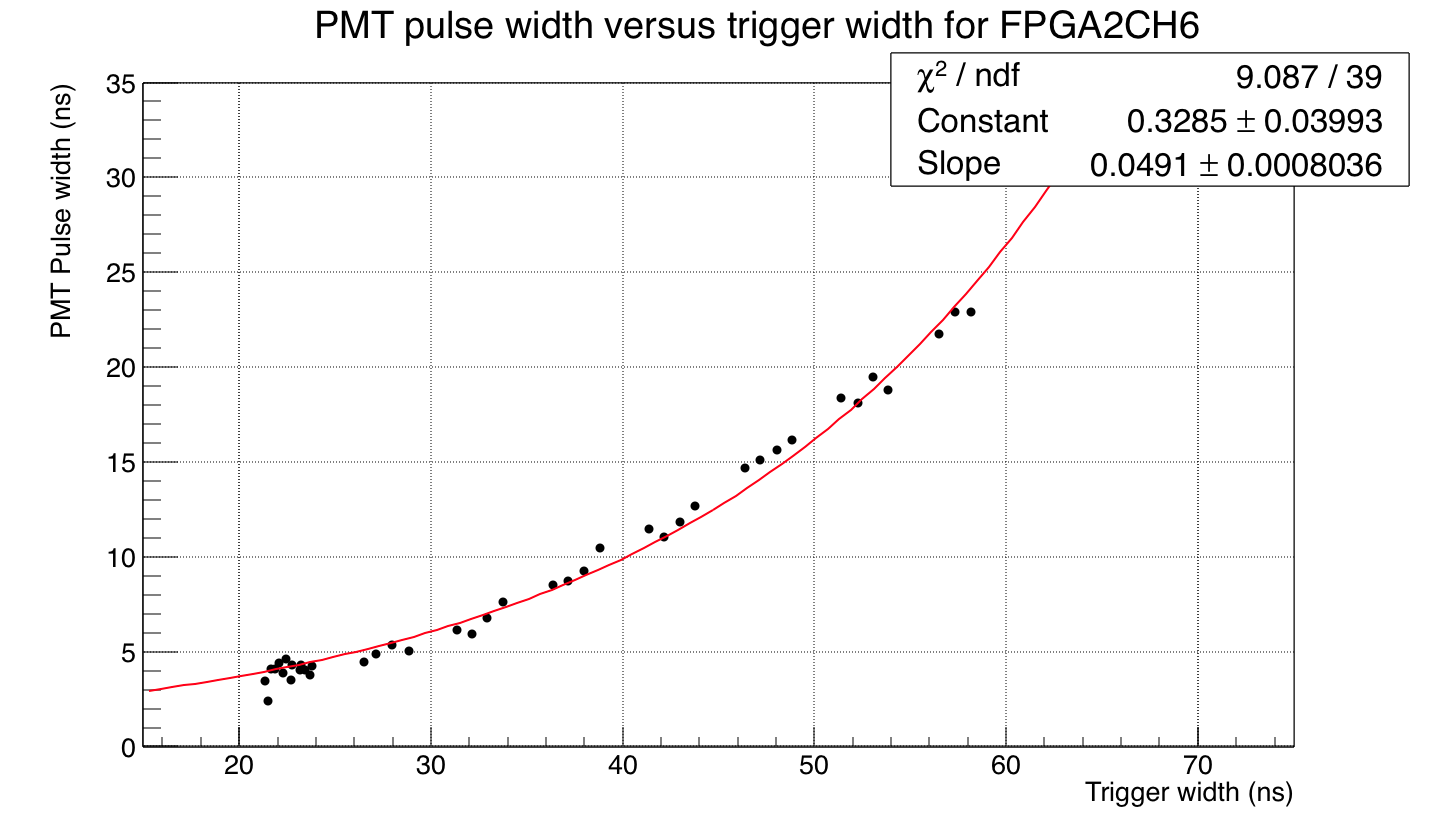 PMT pulse width versus trigger width for FPGA2CH6
χ² / ndf 9.087 / 39
Constant 0.3285 ± 0.03993
Slope 0.0491 ± 0.0008036
PMT Pulse width (ns)
35
30
25
20
15
10
5
0
20 30 40 50 60 70
Trigger width (ns)